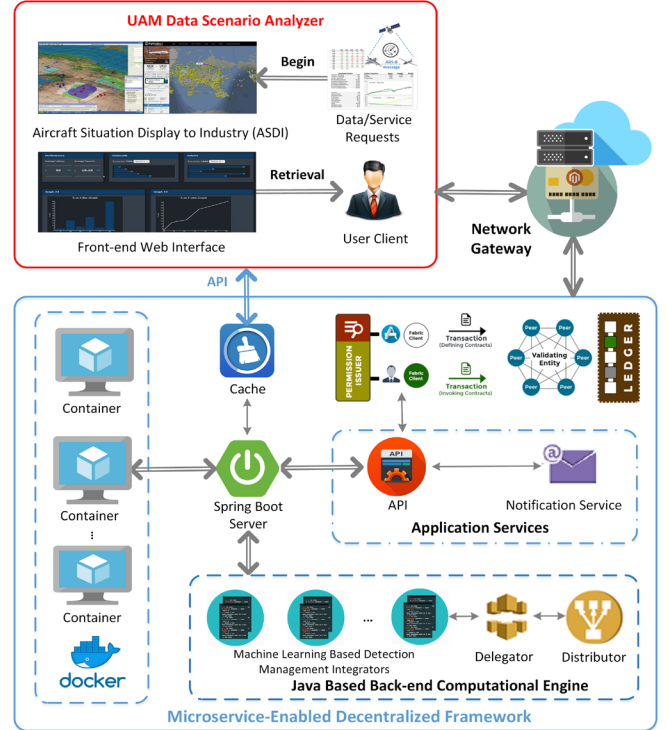 UAM Data Scenario Analyzer
Begin
ADS-B
Aircraft Situation Display to Industry (ASDI)
Data/Service
Requests
Retrieval
Front-end Web Interface
User Client
Network
Gateway
API
Container
Container
...
Container
docker
Cache
Spring Boot
Server
PERMISSION
ISSUER
Fabric
Client
Transaction
(Defining Contracts)
Fabric
Client
Transaction
(Invoking Contracts)
Peer
Peer
Peer
Peer
Peer
Peer
Validating
Entity
LEDGER
API
API
Notification Service
Application Services
...
Machine Learning Based Detection
Management Integrators
Delegator
Distributor
Java Based Back-end Computational Engine
Microservice-Enabled Decentralized Framework